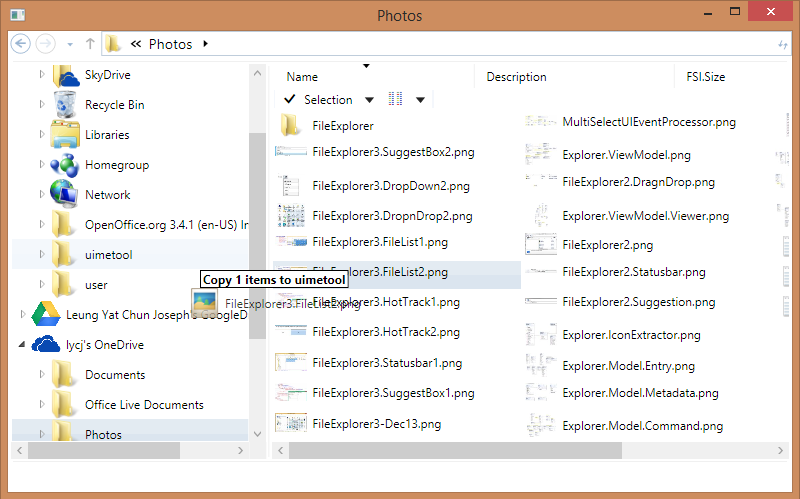 Photos
Photos
SkyDrive
Recycle Bin
Libraries
Homegroup
Network
OpenOffice.org 3.4.1 (en-US) In
uimetool
user
Leung Yat Chun Joseph's GoogleD
lycj's OneDrive
Documents
Office Live Documents
Photos
Name Description FSI.Size
Selection
FileExplorer
FileExplorer3.SuggestBox2.png
FileExplorer3.DropDown2.png
FileExplorer3.DropnDrop2.png
FileExplorer3.FileList1.png
FileExplorer3.FileList2.png
FileExplorer3.HotTrack1.png
FileExplorer3.HotTrack2.png
FileExplorer3.Statusbar1.png
FileExplorer3.SuggestBox1.png
FileExplorer3-Dec13.png
MultiSelectUIEventProcessor.png
Explorer.ViewModel.png
FileExplorer2.DragnDrop.png
Explorer.ViewModel.Viewer.png
FileExplorer2.png
FileExplorer2.Statusbar.png
FileExplorer2.Suggestion.png
Explorer.IconExtractor.png
Explorer.Model.Entry.png
Explorer.Model.Metadata.png
Explorer.Model.Command.png
Copy 1 items to uimetool
FileExplorer3.FileList2.png